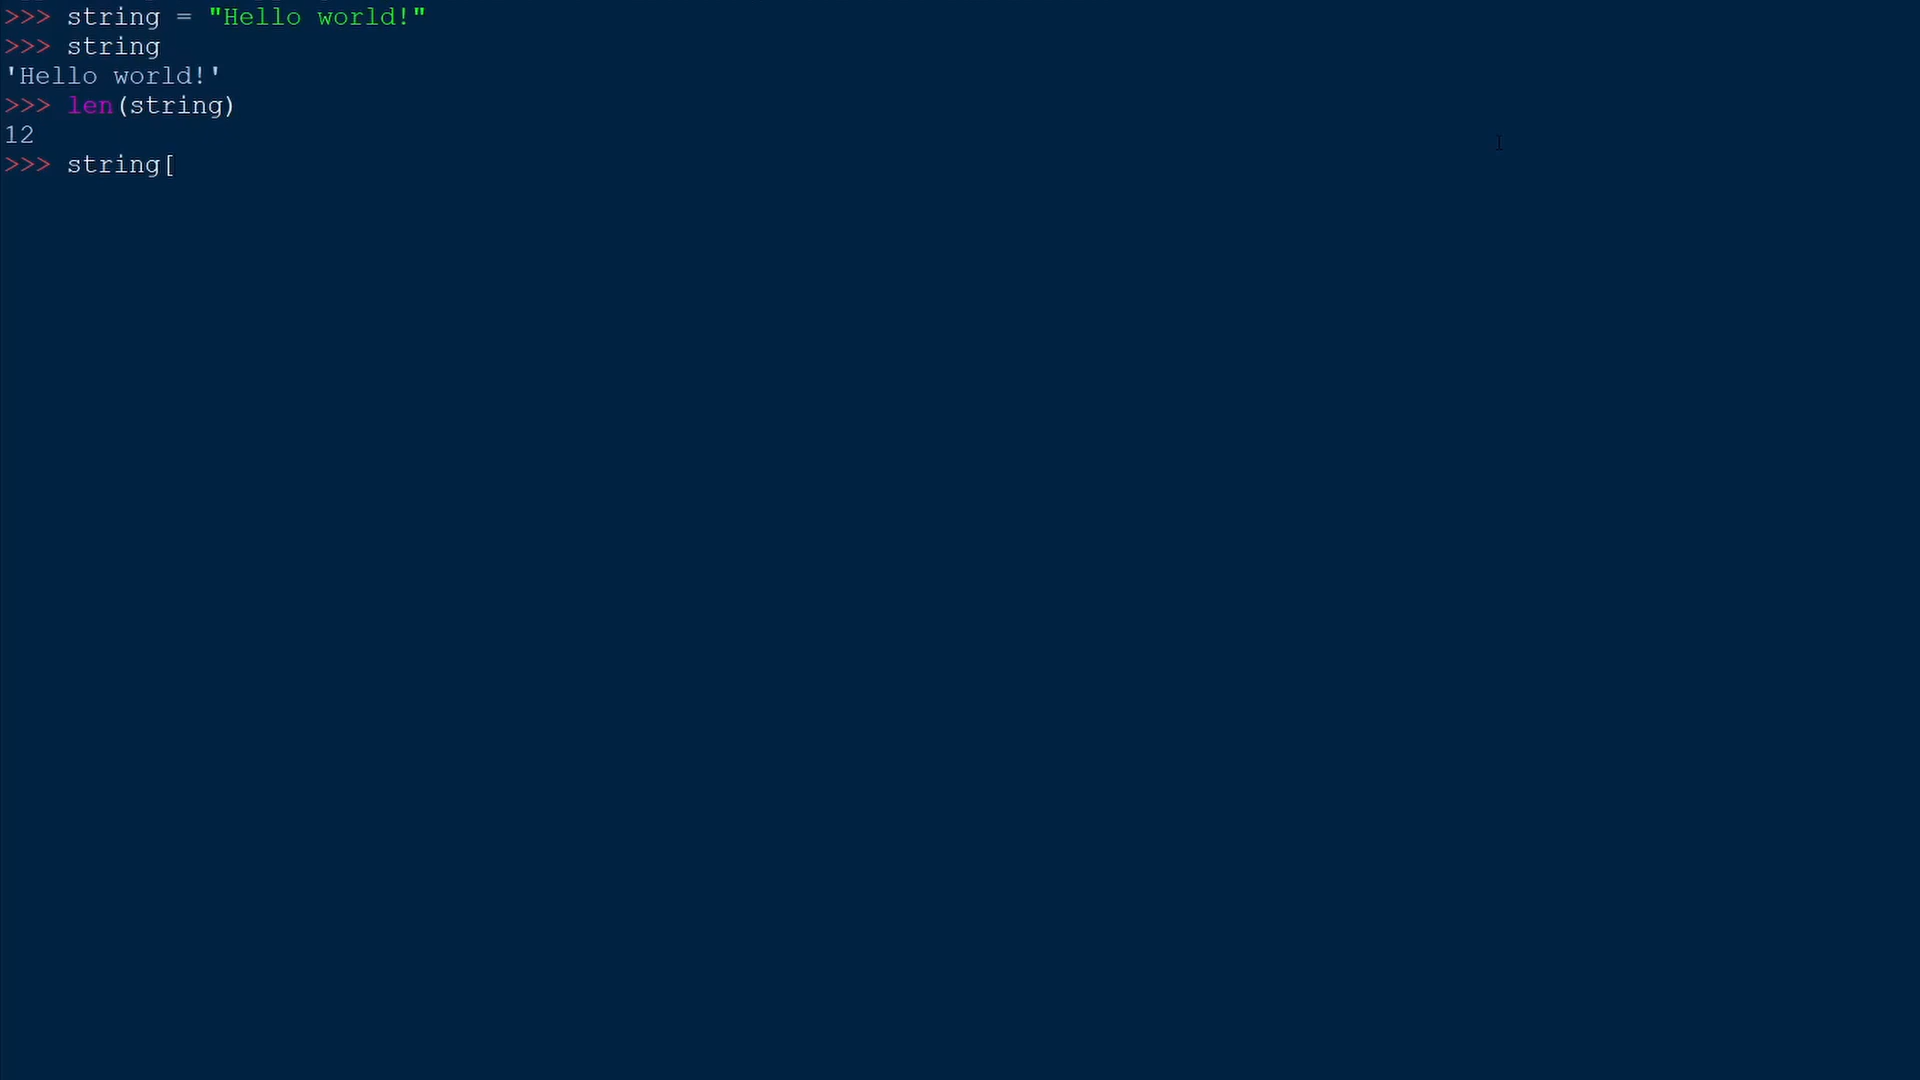 >>> string = "Hello world!"
>>> string
'Hello world!'
>>> len(string)
12
>>> string[